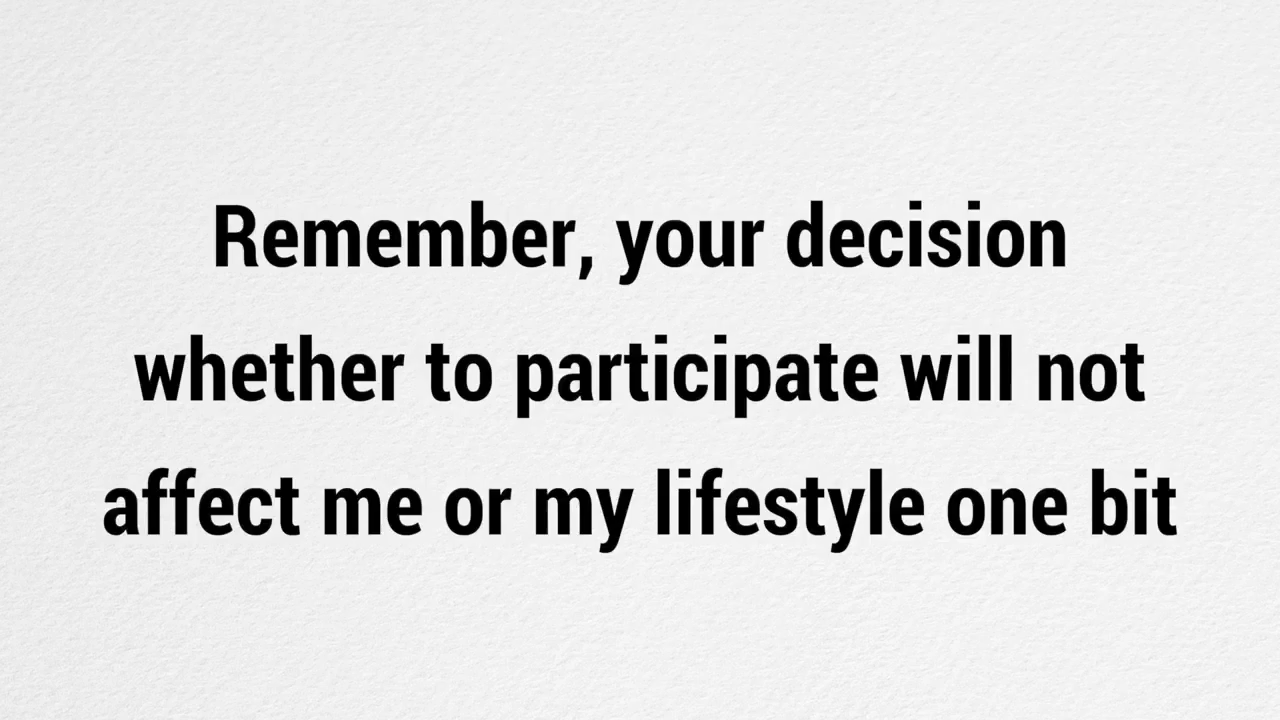 Remember, your decision
whether to participate will not
affect me or my lifestyle one bit